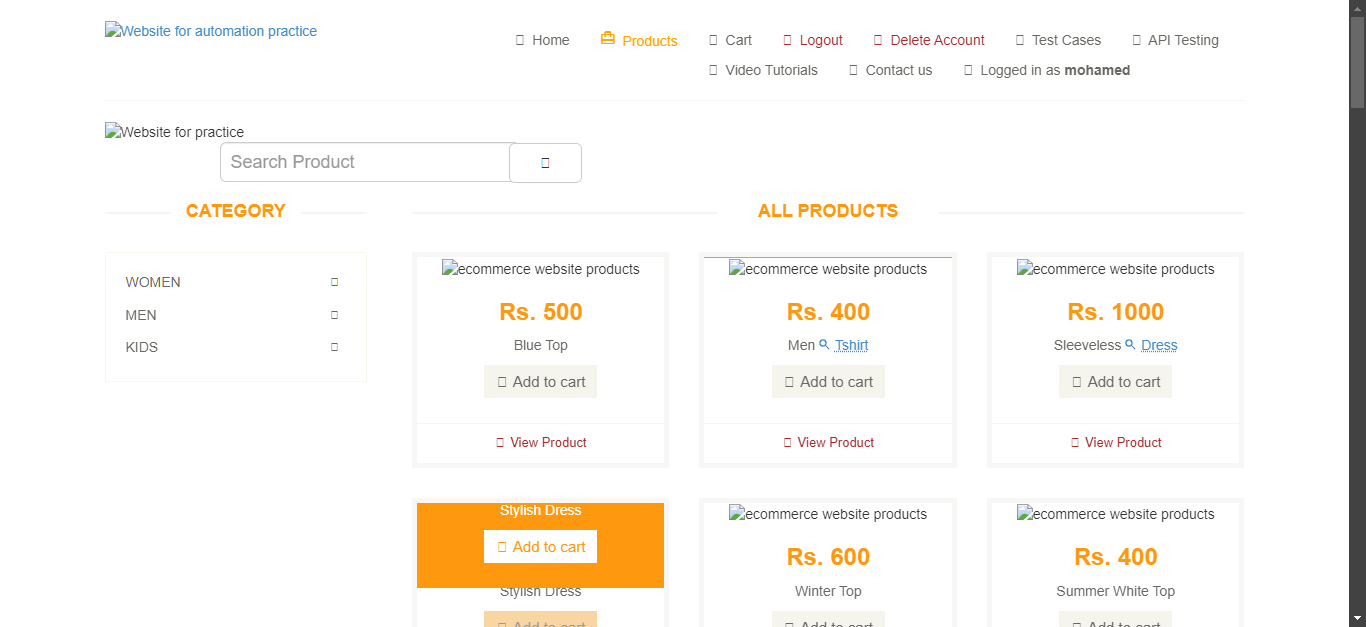 Website for automation practice
Home Products Cart Logout Delete Account Test Cases API Testing
Video Tutorials Contact us Logged in as mohamed
Website for practice
Search Product
CATEGORY
WOMEN
MEN
KIDS
ALL PRODUCTS
ecommerce website products
Rs. 500
Blue Top
Add to cart
View Product
ecommerce website products
Rs. 400
Men Tshirt
Add to cart
View Product
ecommerce website products
Rs. 1000
Sleeveless Dress
Add to cart
View Product
Stylish Dress
Add to cart
Stylish Dress
Add to cart
ecommerce website products
Rs. 600
Winter Top
Add to cart
ecommerce website products
Rs. 400
Summer White Top
Add to cart